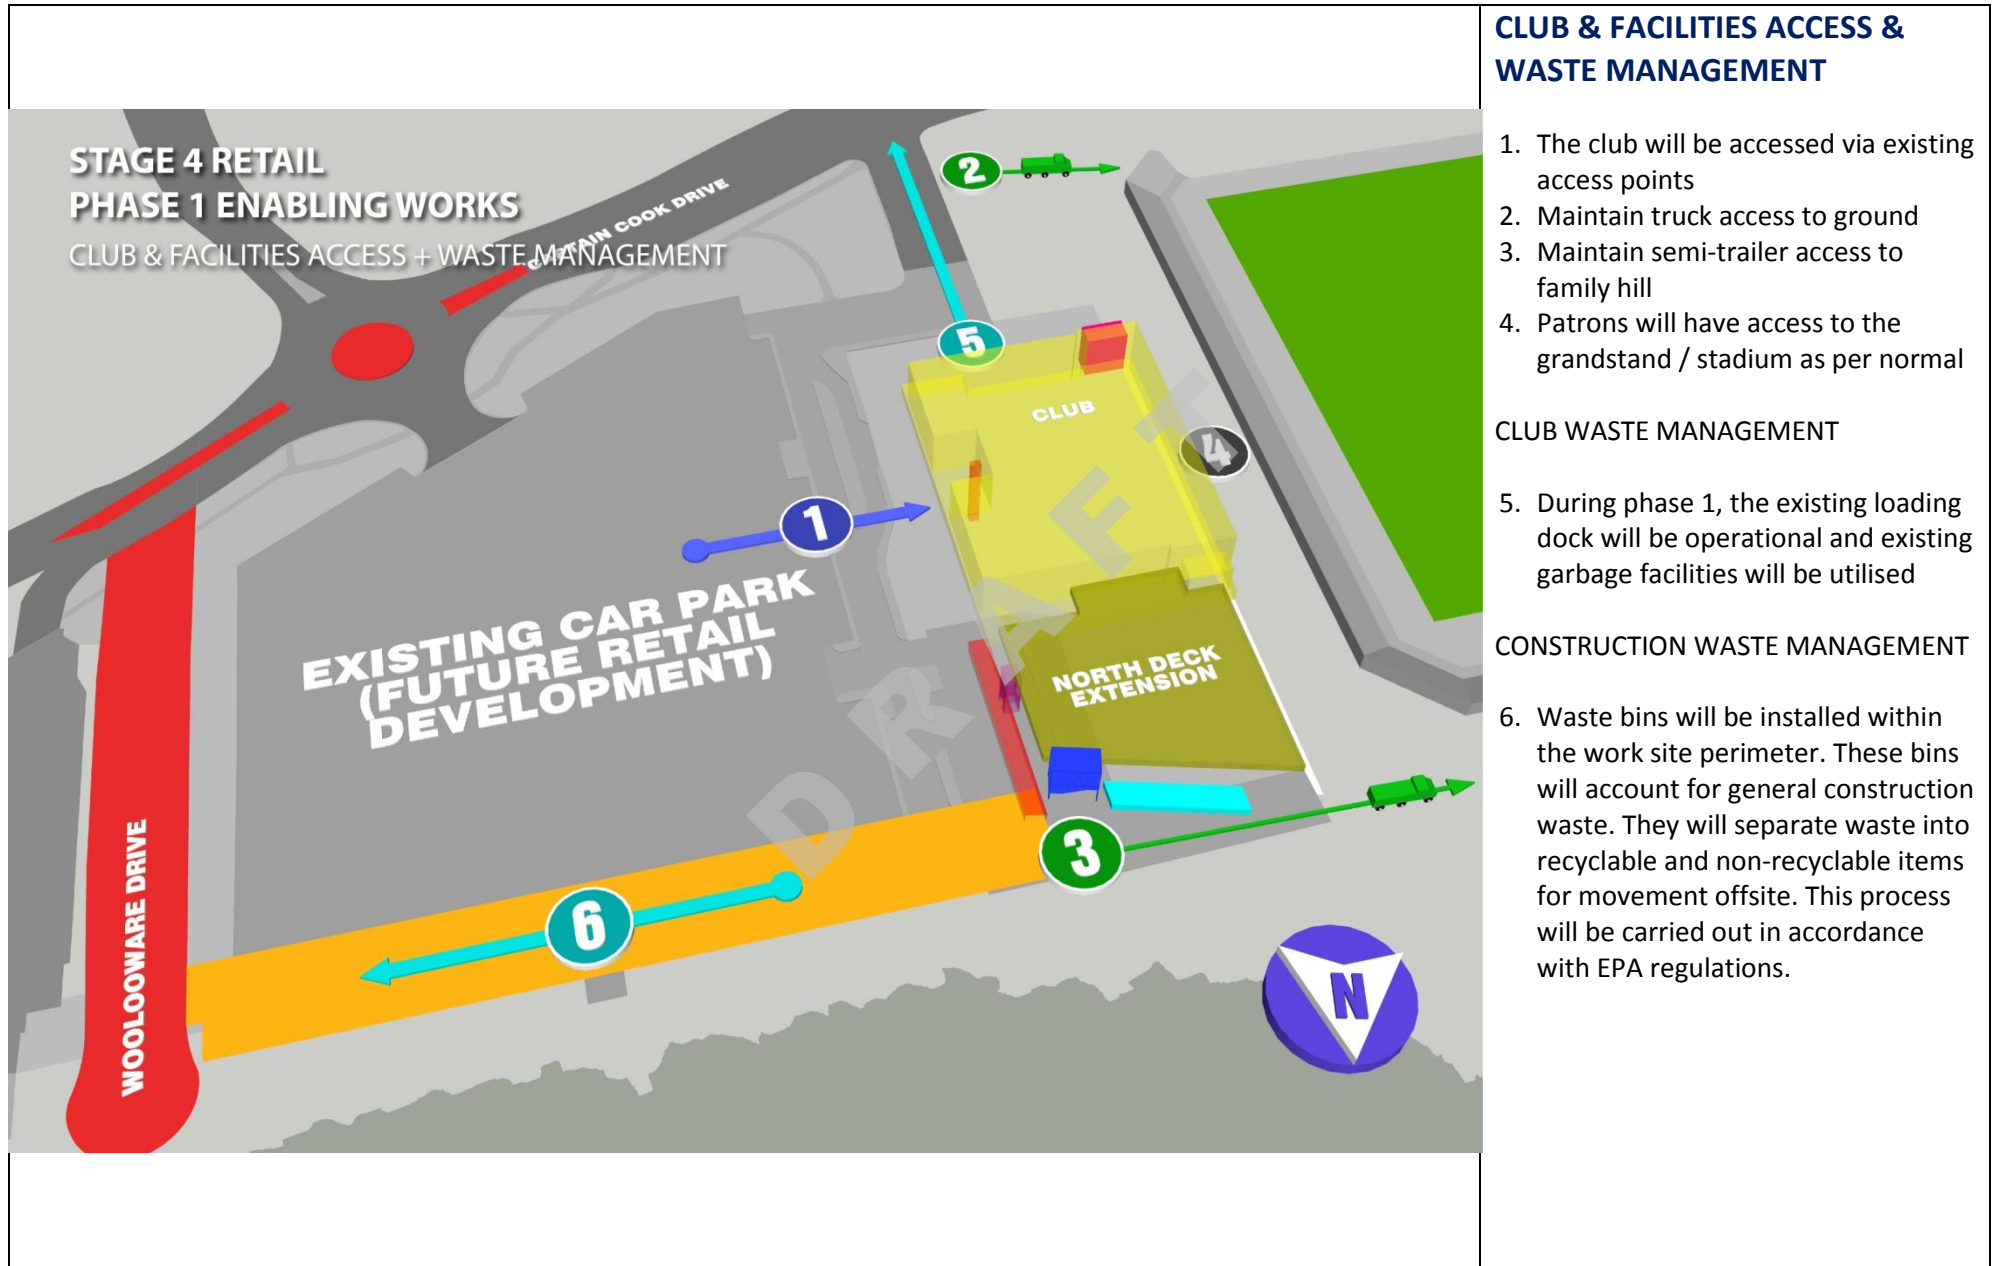 STAGE 4 RETAIL
PHASE 1 ENABLING WORKS
CLUB & FACILITIES ACCESS + WASTE MANAGEMENT
CAPTAIN COOK DRIVE
2
5
CLUB
4
1
EXISTING CAR PARK
(FUTURE RETAIL
DEVELOPMENT)
NORTH DECK
EXTENSION
3
6
WOOLOOWARE DRIVE
N
DRAFT
CLUB & FACILITIES ACCESS &
WASTE MANAGEMENT
1. The club will be accessed via existing
access points
2. Maintain truck access to ground
3. Maintain semi-trailer access to
family hill
4. Patrons will have access to the
grandstand / stadium as per normal
CLUB WASTE MANAGEMENT
5. During phase 1, the existing loading
dock will be operational and existing
garbage facilities will be utilised
CONSTRUCTION WASTE MANAGEMENT
6. Waste bins will be installed within
the work site perimeter. These bins
will account for general construction
waste. They will separate waste into
recyclable and non-recyclable items
for movement offsite. This process
will be carried out in accordance
with EPA regulations.